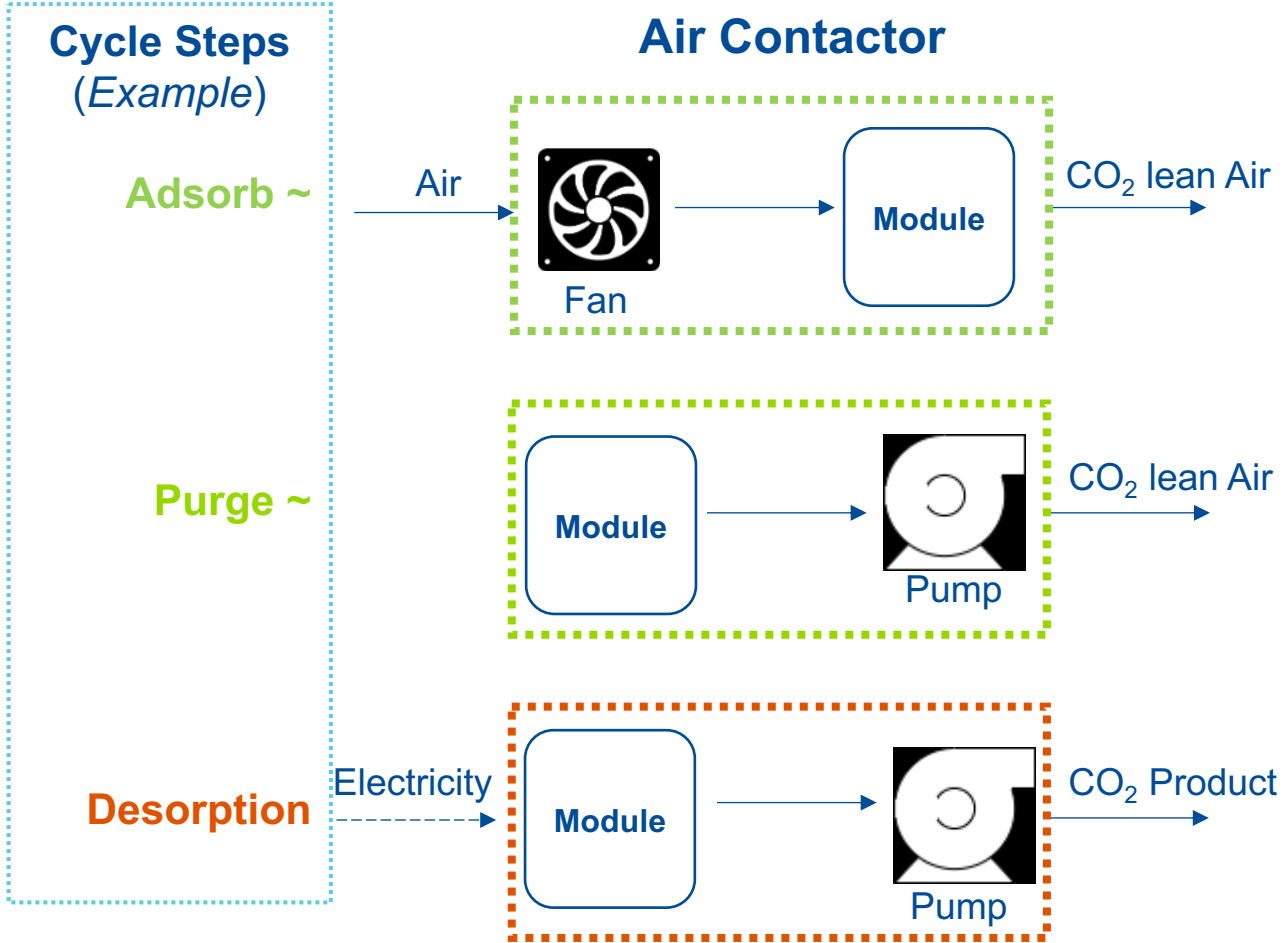 Cycle Steps
(Example)
Air Contactor
Adsorb ~
Air
Fan
Module
CO₂ lean Air
Purge ~
Module
Pump
CO₂ lean Air
Desorption
Electricity
Module
Pump
CO₂ Product